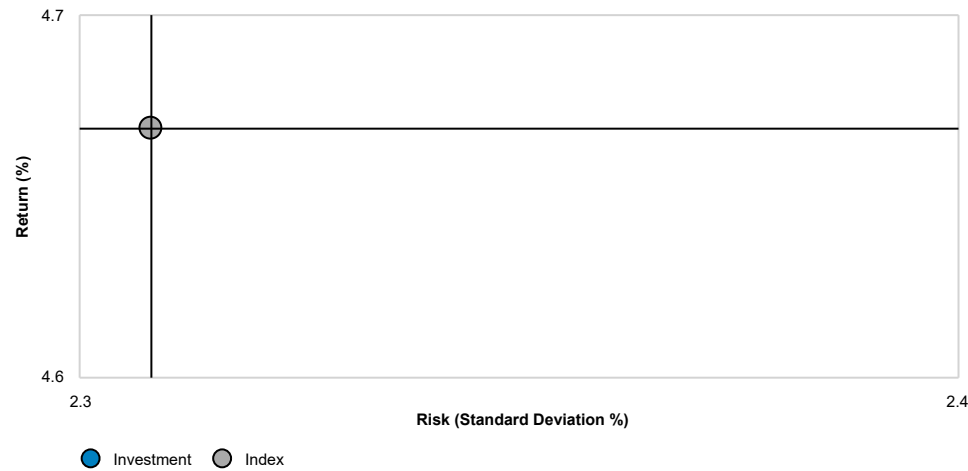 4.7
Return (%)
4.6
2.3
2.4
Risk (Standard Deviation %)
Investment Index